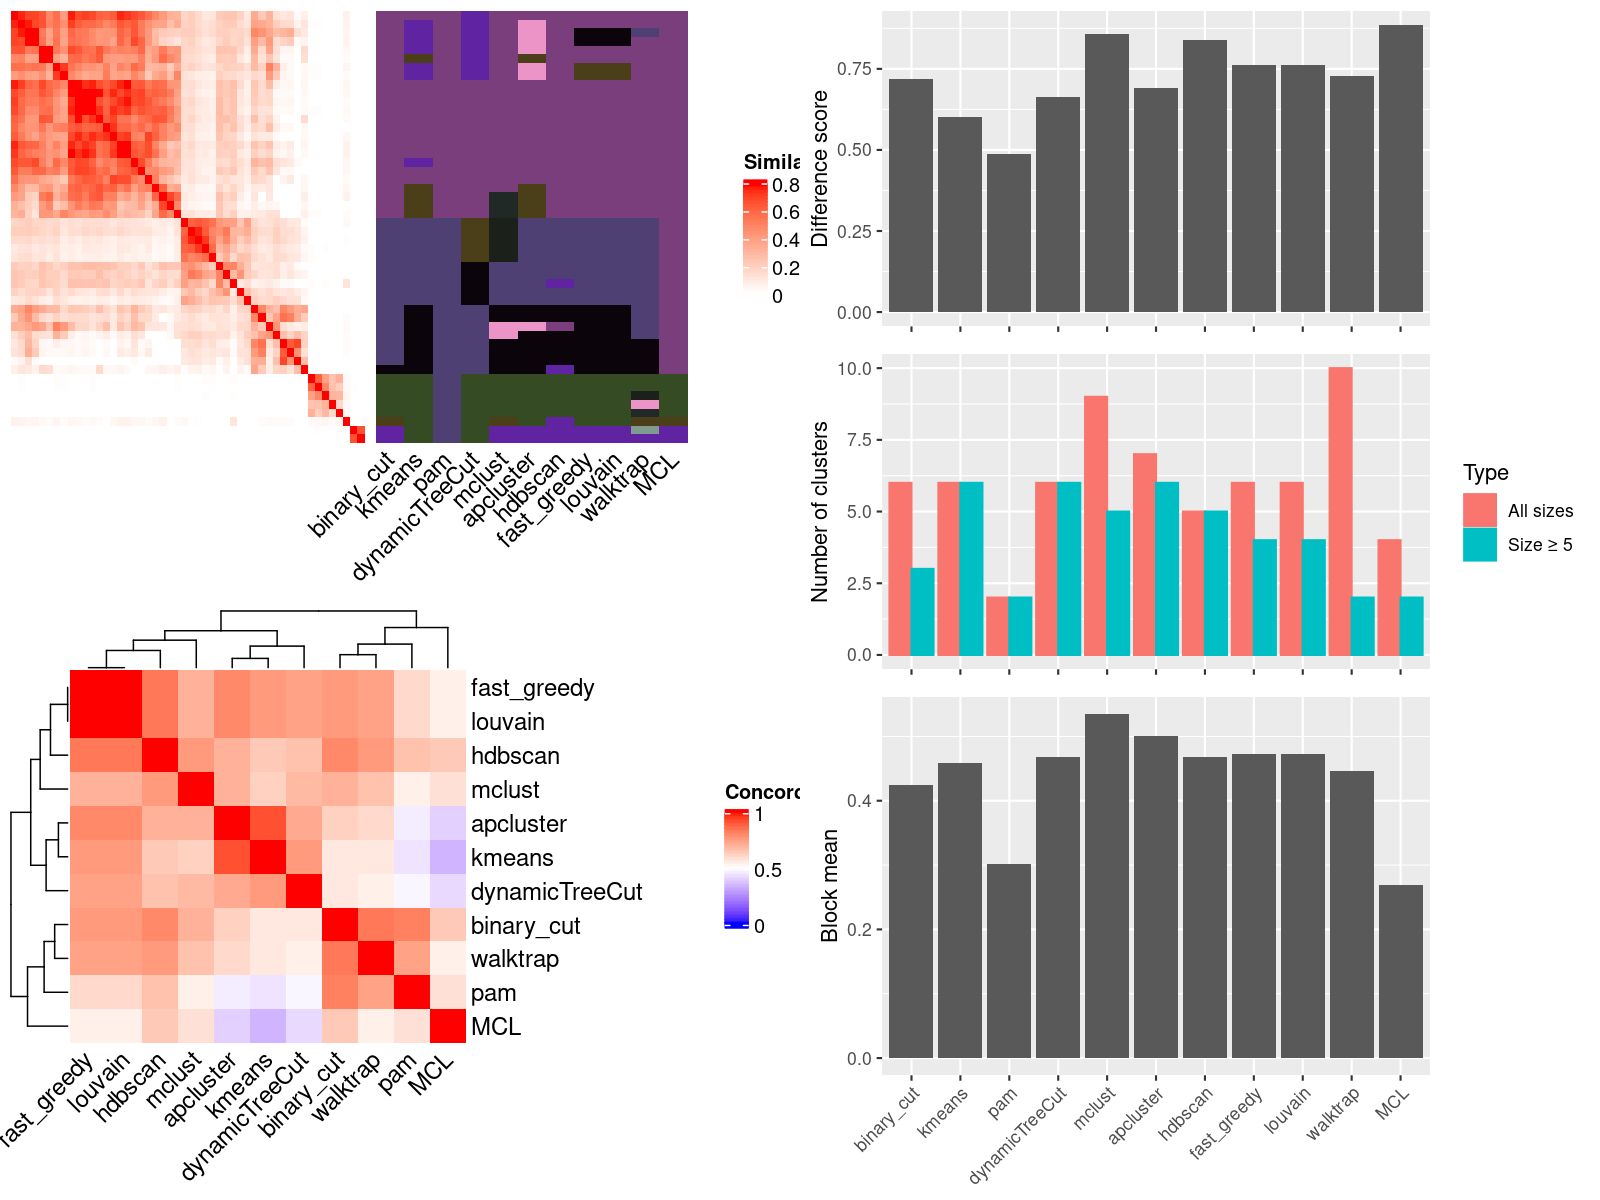 Simila
0.8
0.6
0.4
0.2
0
binary_cut
kmeans
pam
dynamicTreeCut
mclust
apcluster
hdbscan
fast_greedy
louvain
walktrap
MCL
fast_greedy
louvain
hdbscan
mclust
apcluster
kmeans
dynamicTreeCut
binary_cut
walktrap
pam
MCL
fast_greedy
louvain
hdbscan
mclust
apcluster
kmeans
dynamicTreeCut
binary_cut
walktrap
pam
MCL
Concord
1
0.5
0
Difference score
0.75
0.50
0.25
0.00
Number of clusters
10.0
7.5
5.0
2.5
0.0
Type
All sizes
Size ≥ 5
Block mean
0.4
0.2
0.0
binary_cut
kmeans
pam
dynamicTreeCut
mclust
apcluster
hdbscan
fast_greedy
louvain
walktrap
MCL